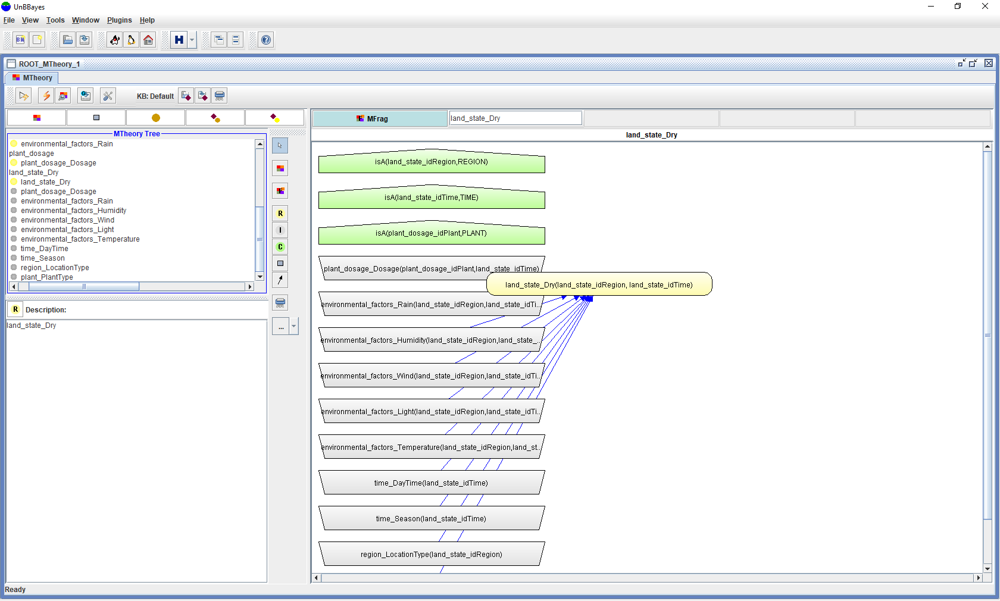 UnBBayes
File View Tools Window Plugins Help
BN
H
ROOT_MTheory_1
MTheory
KB: Default
MFrag
land_state_Dry
land_state_Dry
MTheory Tree
environmental_factors_Rain
plant_dosage
plant_dosage_Dosage
land_state_Dry
land_state_Dry
plant_dosage_Dosage
environmental_factors_Rain
environmental_factors_Humidity
environmental_factors_Wind
environmental_factors_Light
environmental_factors_Temperature
time_DayTime
time_Season
region_LocationType
plant_PlantType
R Description:
land_state_Dry
R
I
C
...
isA(land_state_idRegion,REGION)
isA(land_state_idTime,TIME)
isA(plant_dosage_idPlant,PLANT)
plant_dosage_Dosage(plant_dosage_idPlant,land_state_idTime)
land_state_Dry(land_state_idRegion, land_state_idTime)
environmental_factors_Rain(land_state_idRegion,land_state_idTi...
environmental_factors_Humidity(land_state_idRegion,land_state_...
environmental_factors_Wind(land_state_idRegion,land_state_idTi...
environmental_factors_Light(land_state_idRegion,land_state_idTi...
environmental_factors_Temperature(land_state_idRegion,land_st...
time_DayTime(land_state_idTime)
time_Season(land_state_idTime)
region_LocationType(land_state_idRegion)
Ready